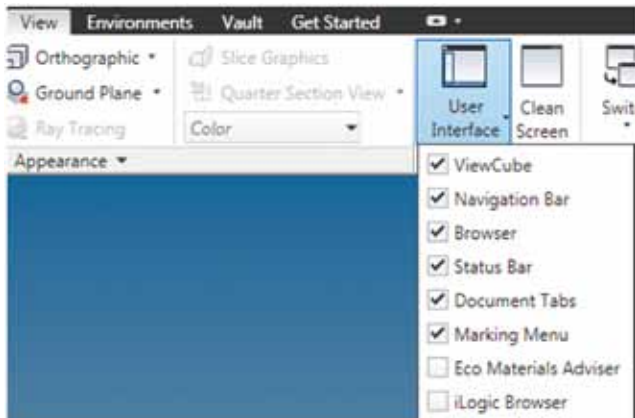 View Environments Vault Get Started
Orthographic
Slice Graphics
Ground Plane
Quarter Section View
Ray Tracing
Color
User Interface
Clean Screen
Appearance
ViewCube
Navigation Bar
Browser
Status Bar
Document Tabs
Marking Menu
Eco Materials Adviser
iLogic Browser